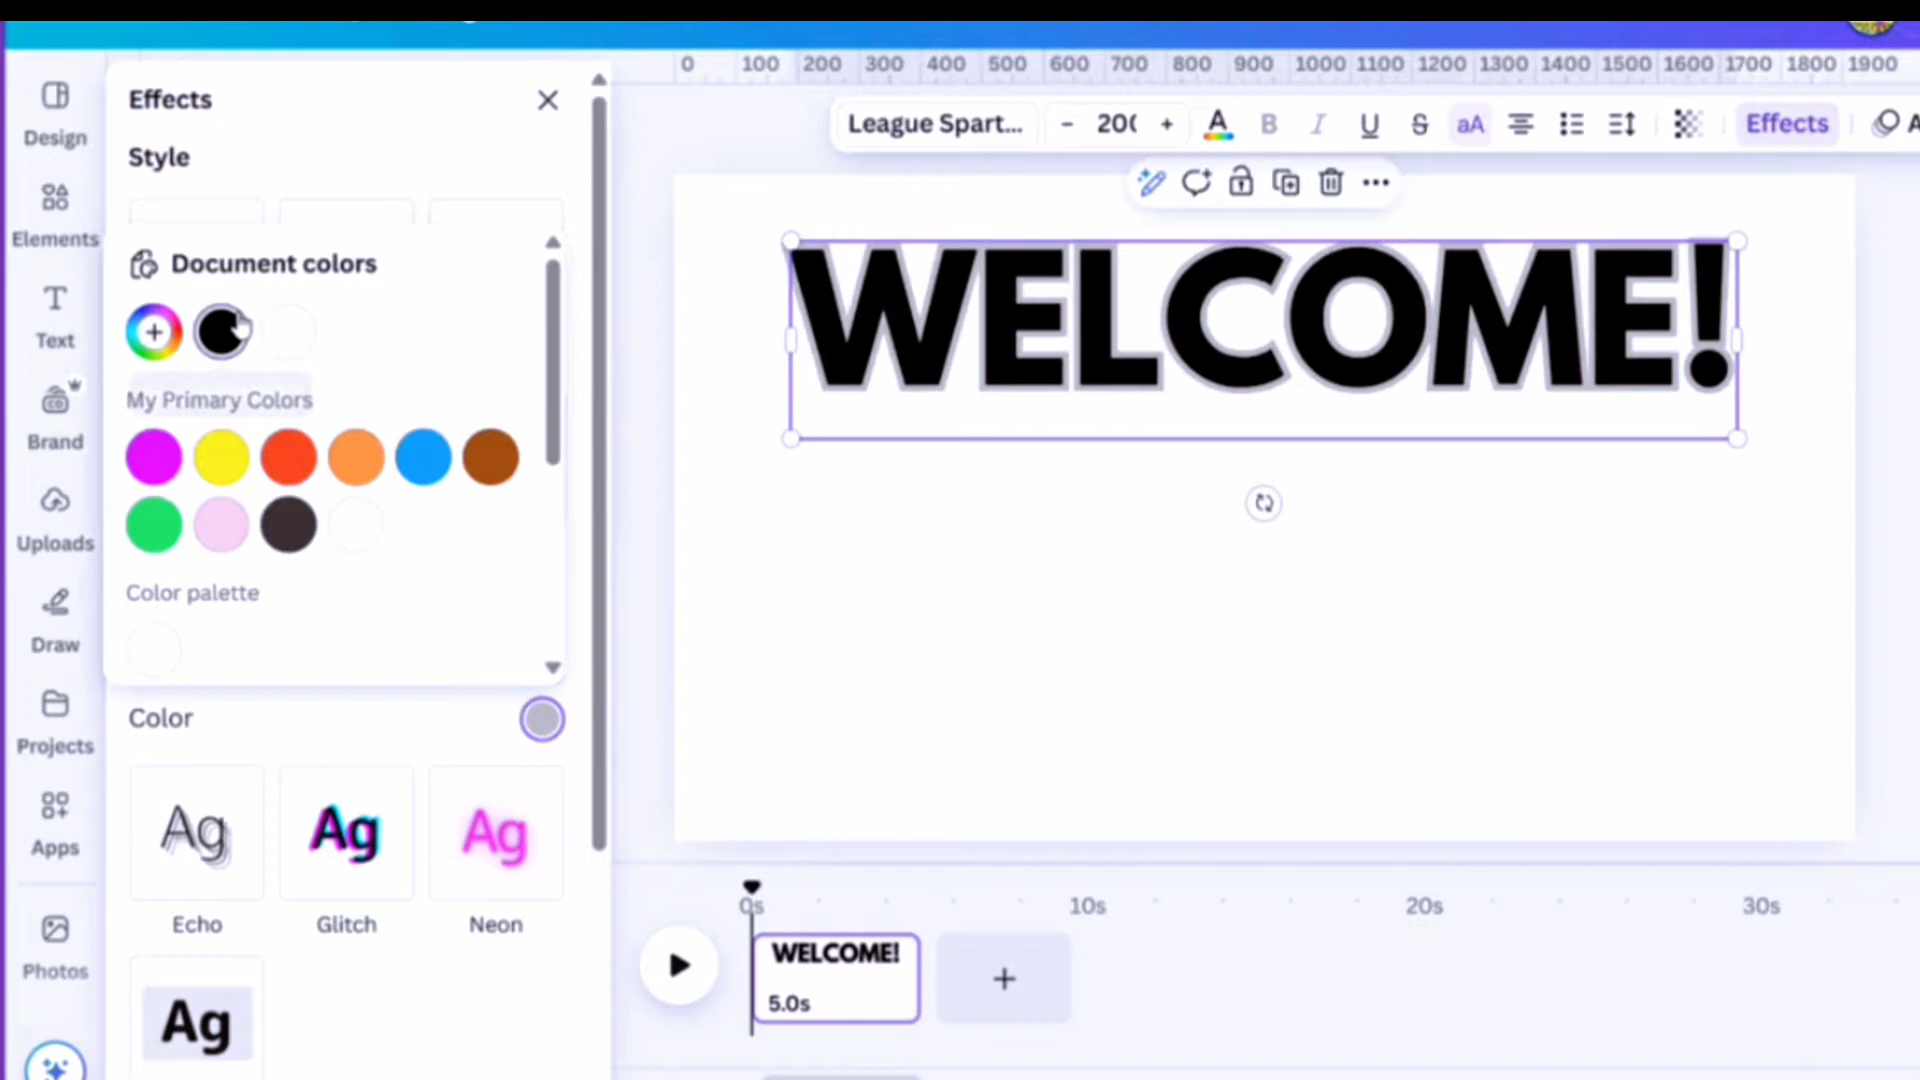 0 100 200 300 400 500 600 700 800 900 1000 1100 1200 1300 1400 1500 1600 1700 1800 1900
Effects
Style
League Spart... - 20( + A B I U S aA Effects A
Design
Elements
Text
Brand
Uploads
Draw
Projects
Apps
Photos
Document colors
My Primary Colors
Color palette
Color
Ag Ag Ag
Echo Glitch Neon
Ag
WELCOME!
0s 10s 20s 30s
WELCOME!
5.0s